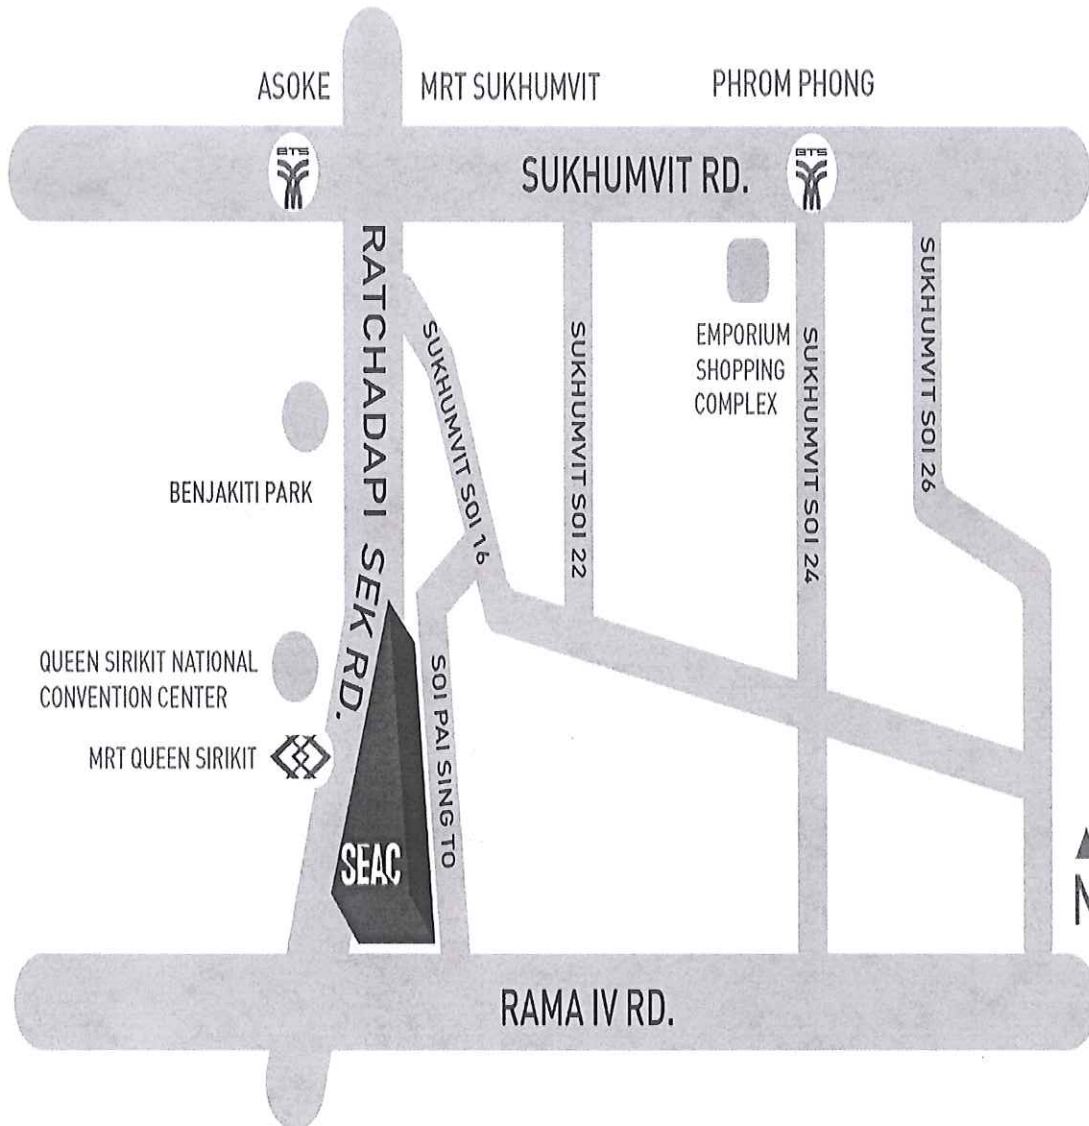 ASOKE
MRT SUKHUMVIT
PHROM PHONG
BTS
SUKHUMVIT RD.
BTS
RATCHADAPI SEK RD.
SUKHUMVIT SOI 16
SUKHUMVIT SOI 22
EMPORIUM
SHOPPING
COMPLEX
SUKHUMVIT SOI 24
SUKHUMVIT SOI 26
BENJAKITI PARK
QUEEN SIRIKIT NATIONAL
CONVENTION CENTER
MRT QUEEN SIRIKIT
SOI PAI SING TO
SEAC
N
RAMA IV RD.